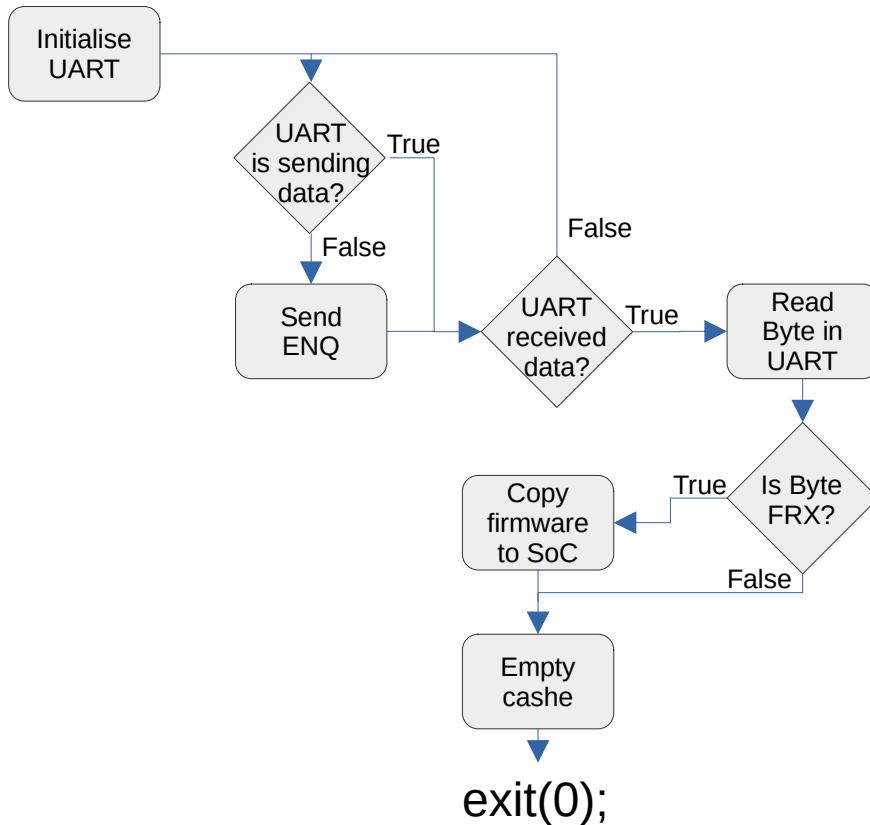 Initialise
UART
UART
is sending
data?
True
False
Send
ENQ
UART
received
data?
False
True
Read
Byte in
UART
Is Byte
FRX?
True
False
Copy
firmware
to SoC
Empty
cashe
exit(0);